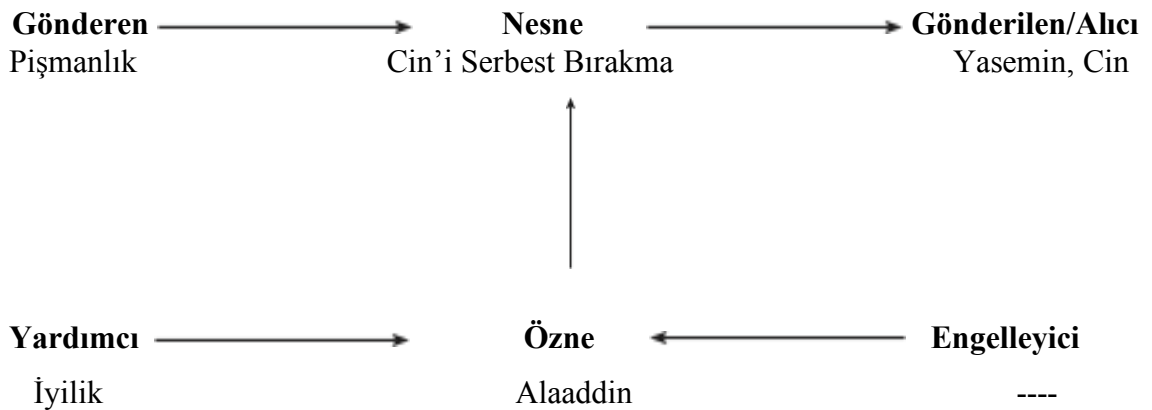 Gönderen Nesne Gönderilen/Alıcı
Pişmanlık Cin’i Serbest Bırakma Yasemin, Cin
Yardımcı Özne Engelleyici
İyilik Alaaddin ----